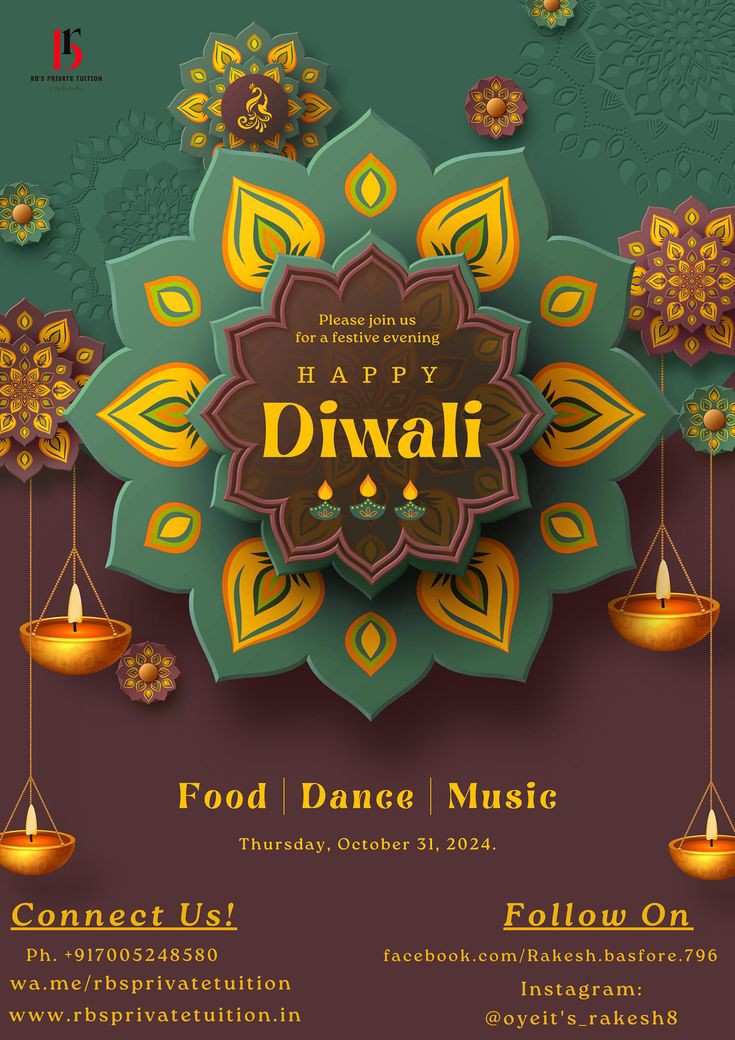 RB'S PRIVATE TUITION
Please join us
for a festive evening
HAPPY
Diwali
Food | Dance | Music
Thursday, October 31, 2024.
Connect Us!
Ph. +917005248580
wa.me/rbsprivatetuition
www.rbsprivatetuition.in
Follow On
facebook.com/Rakesh.basfore.796
Instagram:
@oyeit's_rakesh8